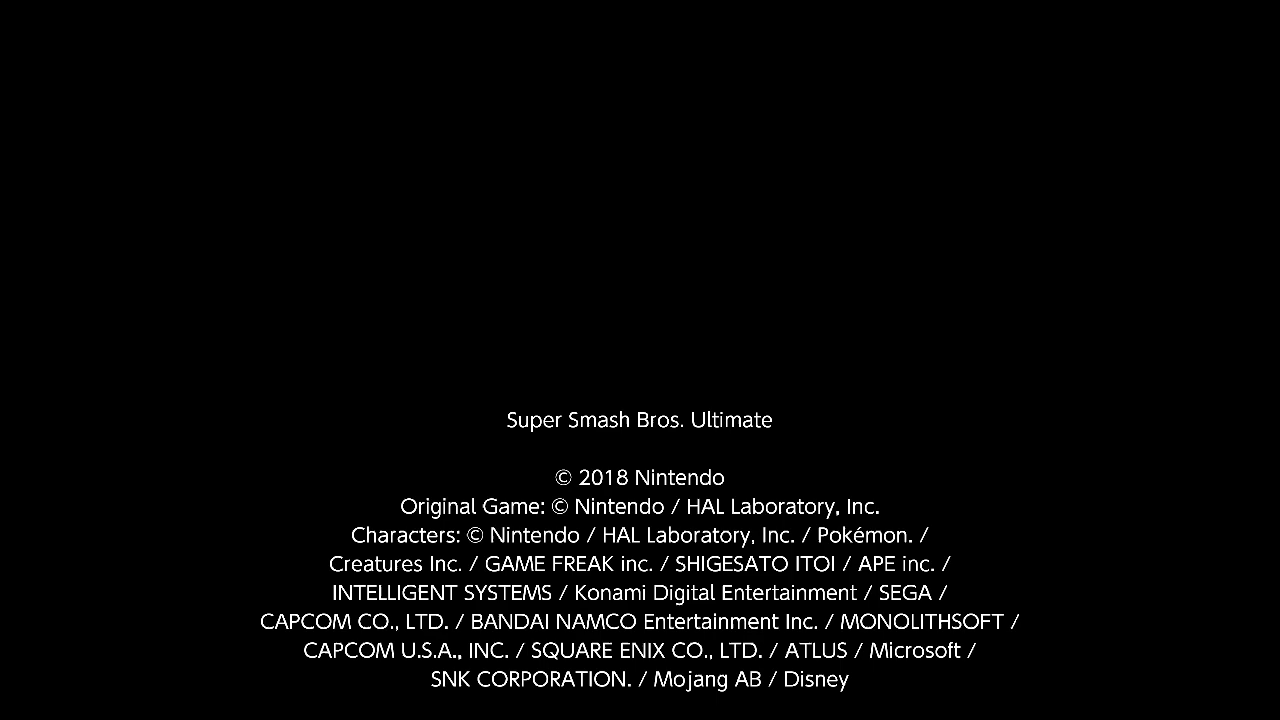 Super Smash Bros. Ultimate
© 2018 Nintendo
Original Game: © Nintendo / HAL Laboratory, Inc.
Characters: © Nintendo / HAL Laboratory, Inc. / Pokémon. /
Creatures Inc. / GAME FREAK inc. / SHIGESATO ITOI / APE inc. /
INTELLIGENT SYSTEMS / Konami Digital Entertainment / SEGA /
CAPCOM CO., LTD. / BANDAI NAMCO Entertainment Inc. / MONOLITHSOFT /
CAPCOM U.S.A., INC. / SQUARE ENIX CO., LTD. / ATLUS / Microsoft /
SNK CORPORATION. / Mojang AB / Disney